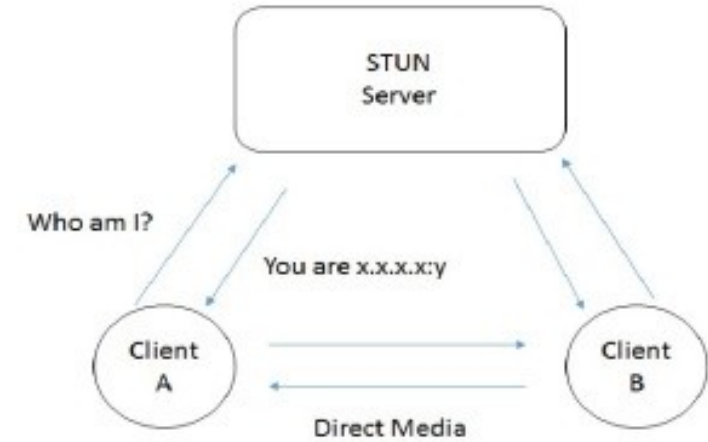 STUN
Server
Who am I?
You are x.x.x.x:y
Client
A
Client
B
Direct Media